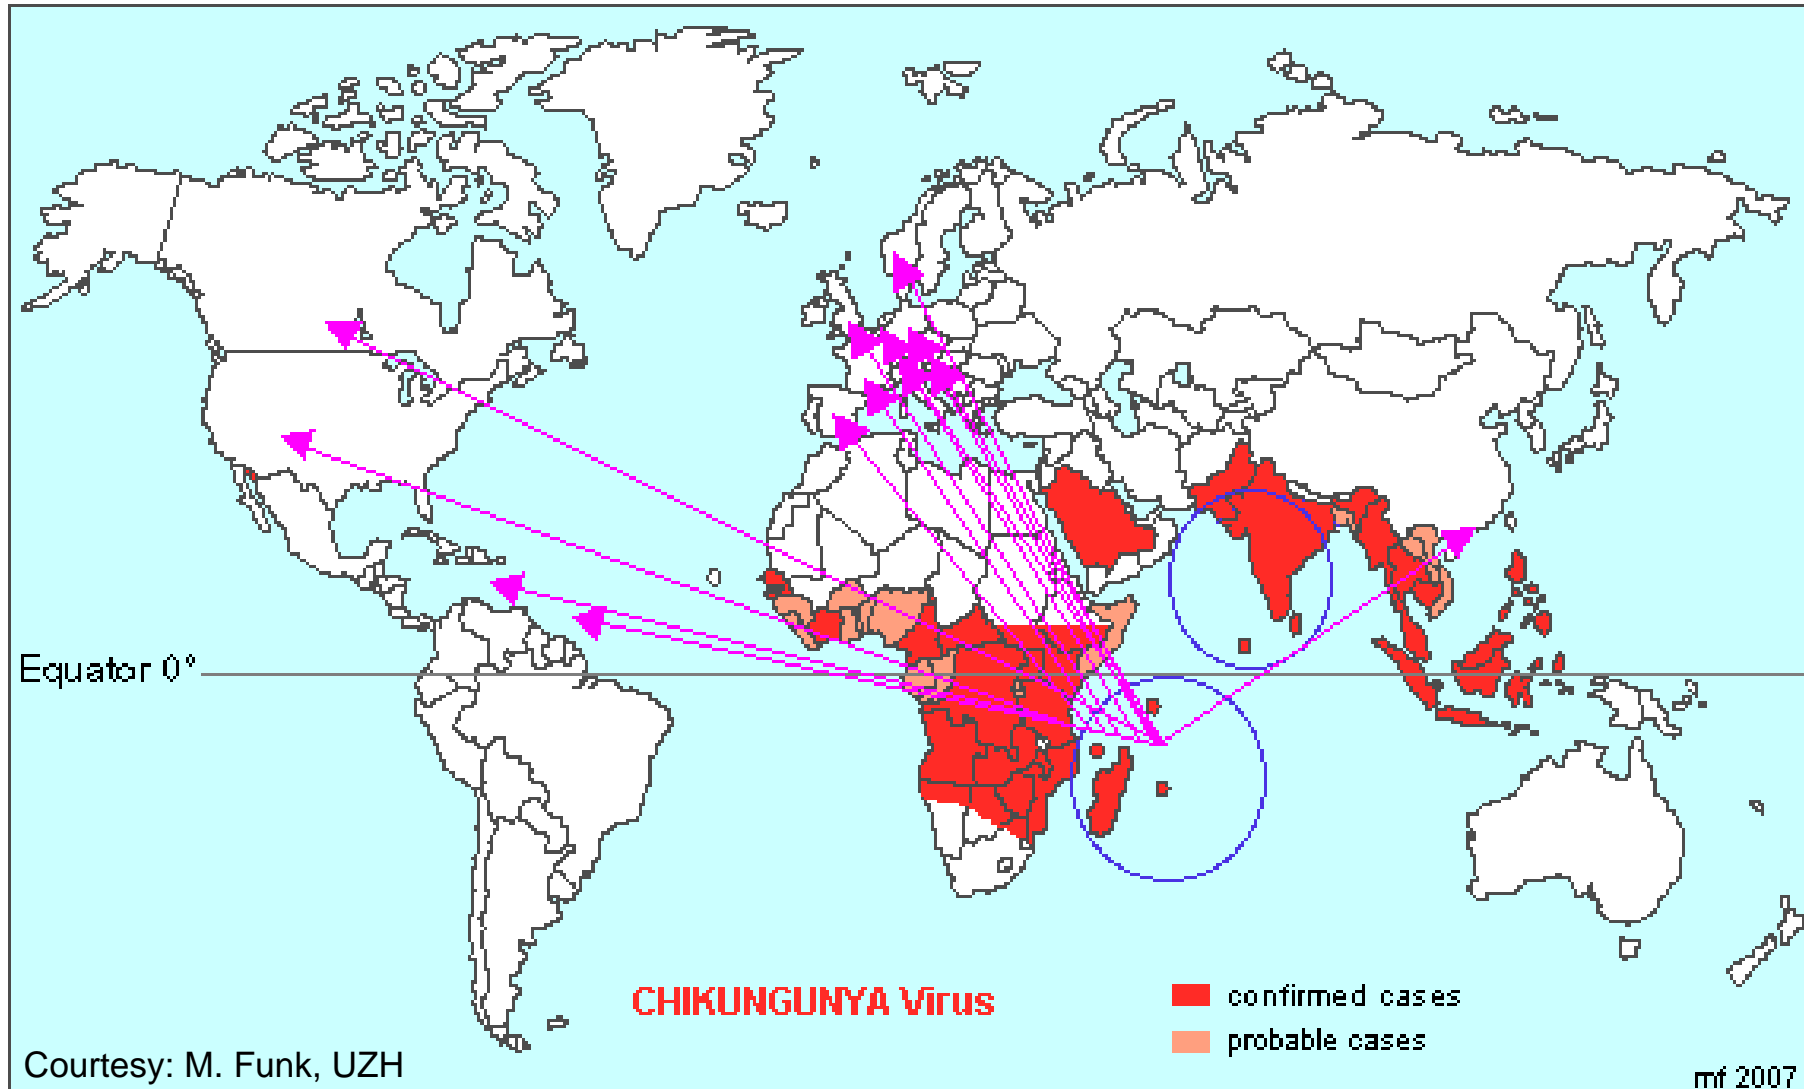 Equator 0°
CHIKUNGUNYA Virus
confirmed cases
probable cases
Courtesy: M. Funk, UZH
mf 2007